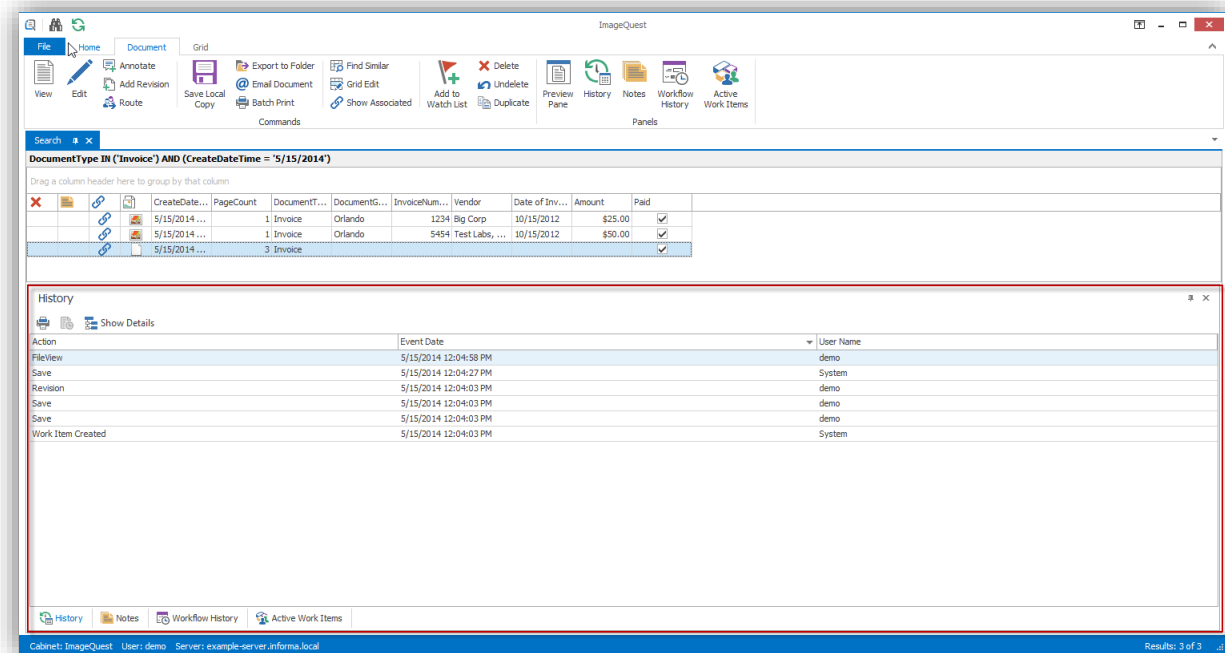 ImageQuest
File Home Document Grid
View
Edit
Annotate
Add Revision
Route
Save Local
Copy
Export to Folder
Email Document
Batch Print
Find Similar
Grid Edit
Show Associated
Add to
Watch List
Delete
Undelete
Duplicate
Preview
Pane
History
Notes
Workflow
History
Active
Work Items
Commands
Panels
Search
DocumentType IN ('Invoice') AND (CreateDateTime = '5/15/2014')
Drag a column header here to group by that column
CreateDate... PageCount DocumentT... DocumentG... InvoiceNum... Vendor Date of Inv... Amount Paid
5/15/2014 ... 1 Invoice Orlando 1234 Big Corp 10/15/2012 $25.00
5/15/2014 ... 1 Invoice Orlando 5454 Test Labs, ... 10/15/2012 $50.00
5/15/2014 ... 3 Invoice
History
Show Details
Action Event Date User Name
FileView 5/15/2014 12:04:58 PM demo
Save 5/15/2014 12:04:27 PM System
Revision 5/15/2014 12:04:03 PM demo
Save 5/15/2014 12:04:03 PM demo
Save 5/15/2014 12:04:03 PM demo
Work Item Created 5/15/2014 12:04:03 PM System
History Notes Workflow History Active Work Items
Cabinet: ImageQuest User: demo Server: example-server.informa.local Results: 3 of 3